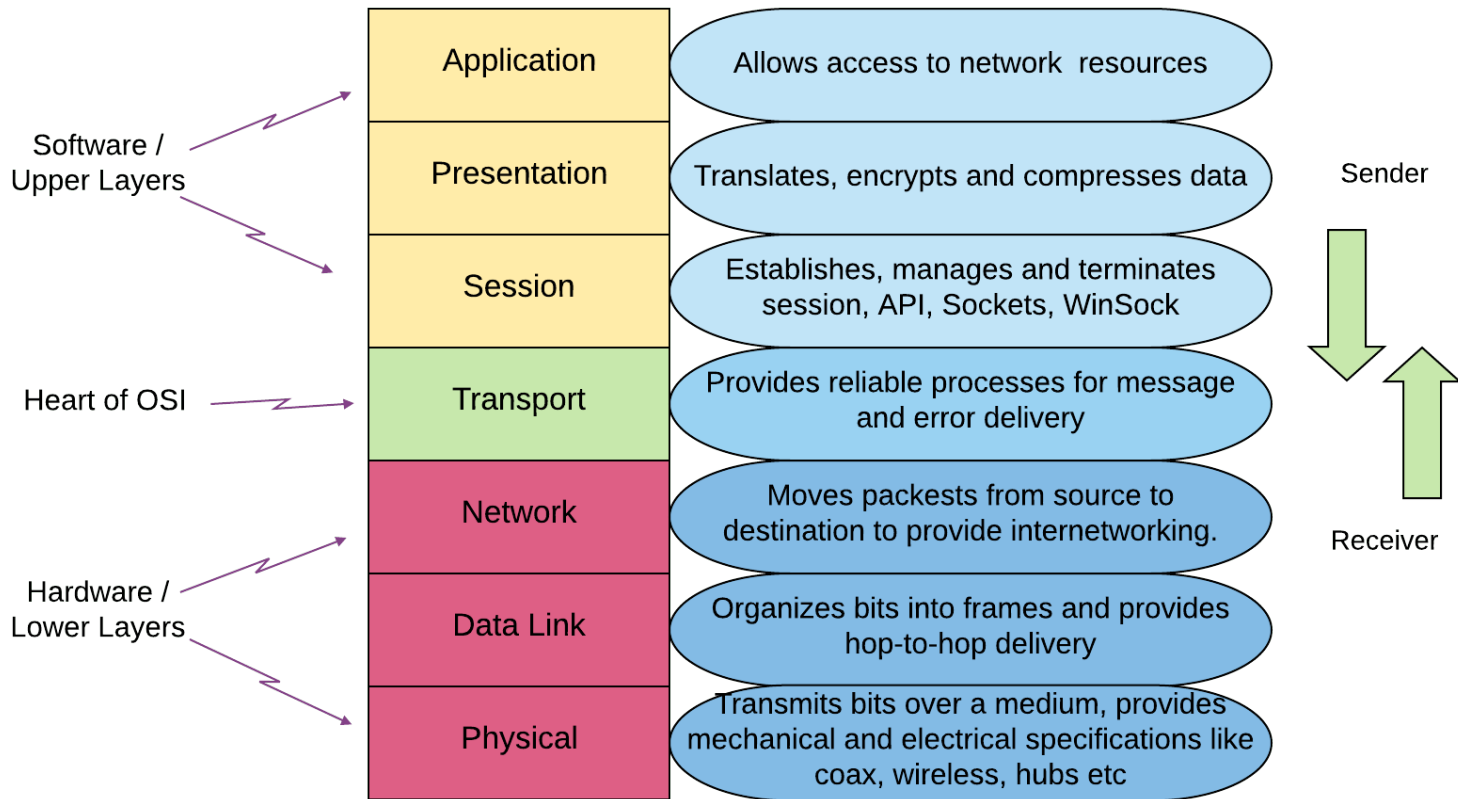 Application
Allows access to network resources
Software /
Upper Layers
Presentation
Translates, encrypts and compresses data
Sender
Session
Establishes, manages and terminates
session, API, Sockets, WinSock
Heart of OSI
Transport
Provides reliable processes for message
and error delivery
Network
Moves packests from source to
destination to provide internetworking.
Receiver
Hardware /
Lower Layers
Data Link
Organizes bits into frames and provides
hop-to-hop delivery
Physical
Transmits bits over a medium, provides
mechanical and electrical specifications like
coax, wireless, hubs etc